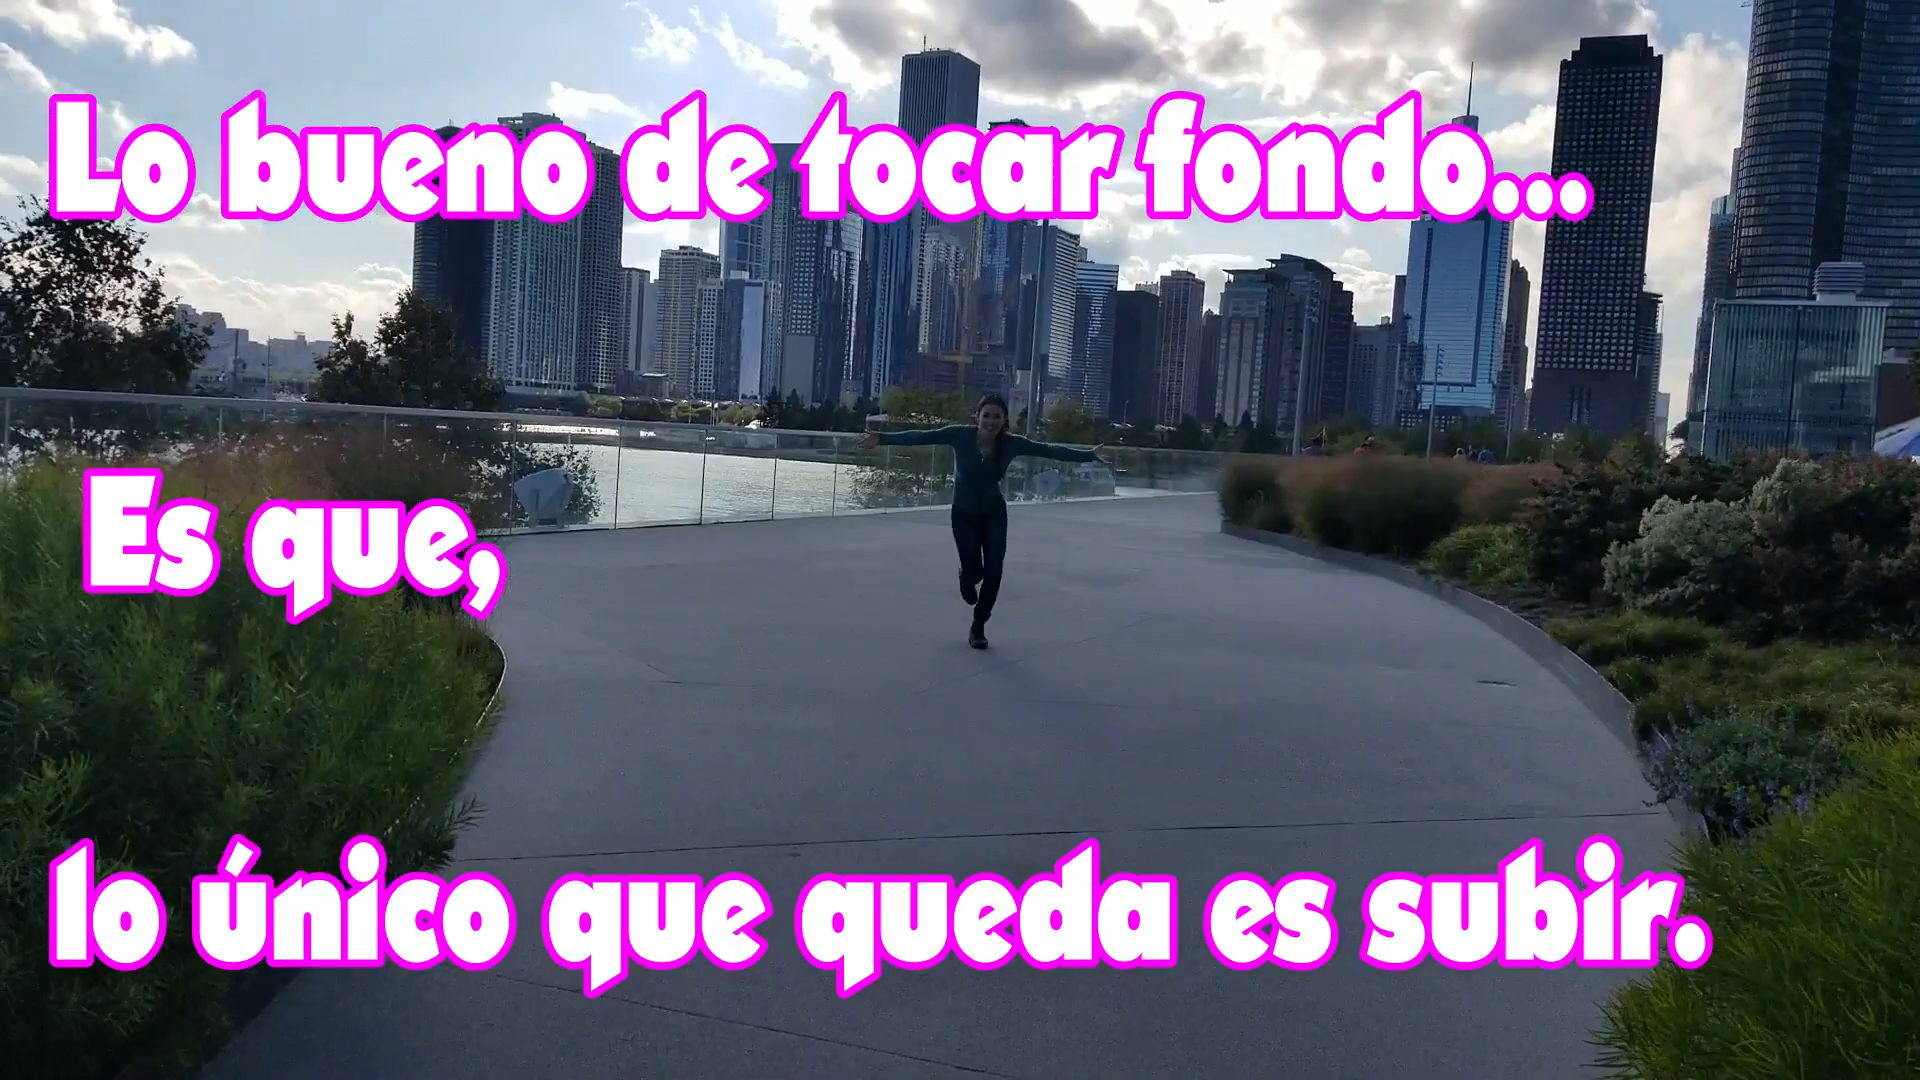 Lo bueno de tocar fondo...
Es que,
lo único que queda es subir.